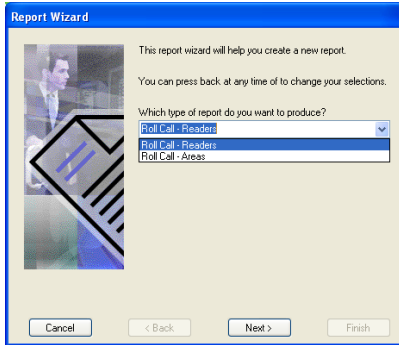 Report Wizard
This report wizard will help you create a new report.
You can press back at any time of to change your selections.
Which type of report do you want to produce?
Roll Call - Readers
Roll Call - Readers
Roll Call - Areas
Cancel
< Back
Next >
Finish